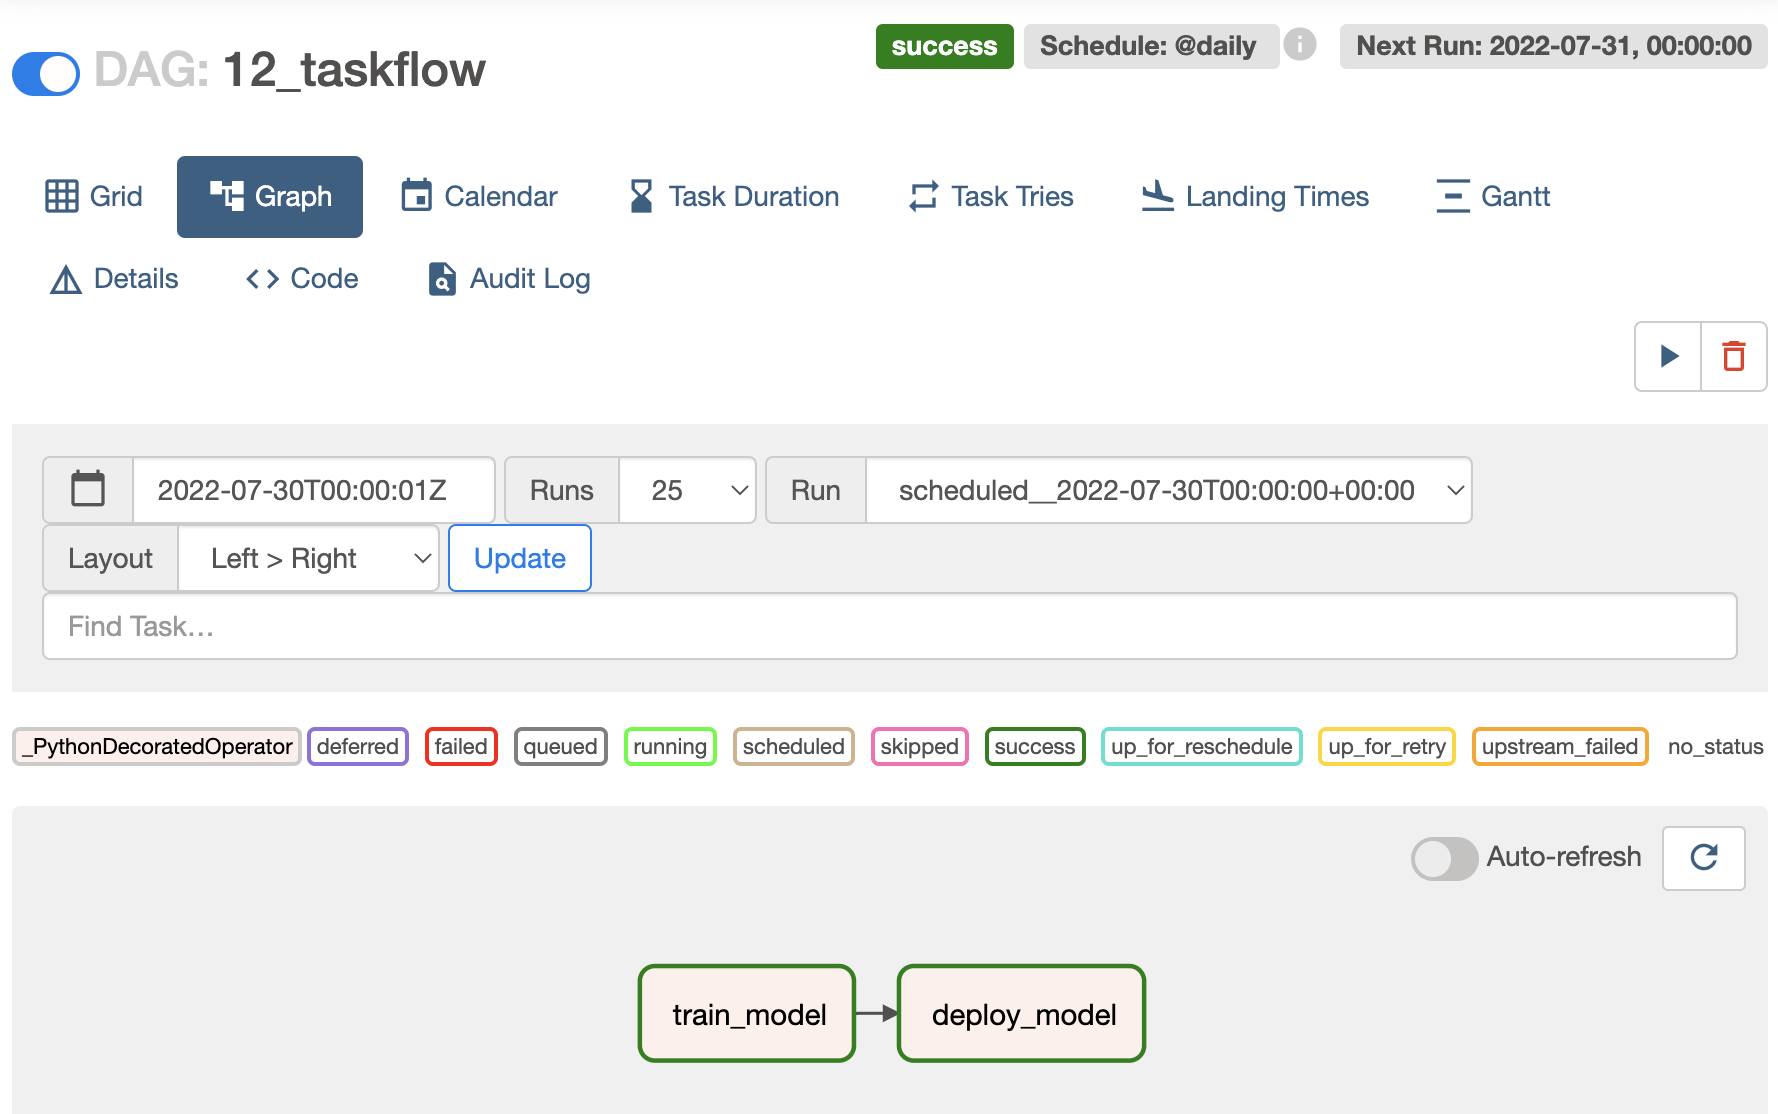 DAG: 12_taskflow
success Schedule: @daily i Next Run: 2022-07-31, 00:00:00
Grid Graph Calendar Task Duration Task Tries Landing Times Gantt
Details Code Audit Log
2022-07-30T00:00:01Z Runs 25 Run scheduled__2022-07-30T00:00:00+00:00
Layout Left > Right Update
Find Task…
_PythonDecoratedOperator deferred failed queued running scheduled skipped success up_for_reschedule up_for_retry upstream_failed no_status
Auto-refresh
train_model deploy_model